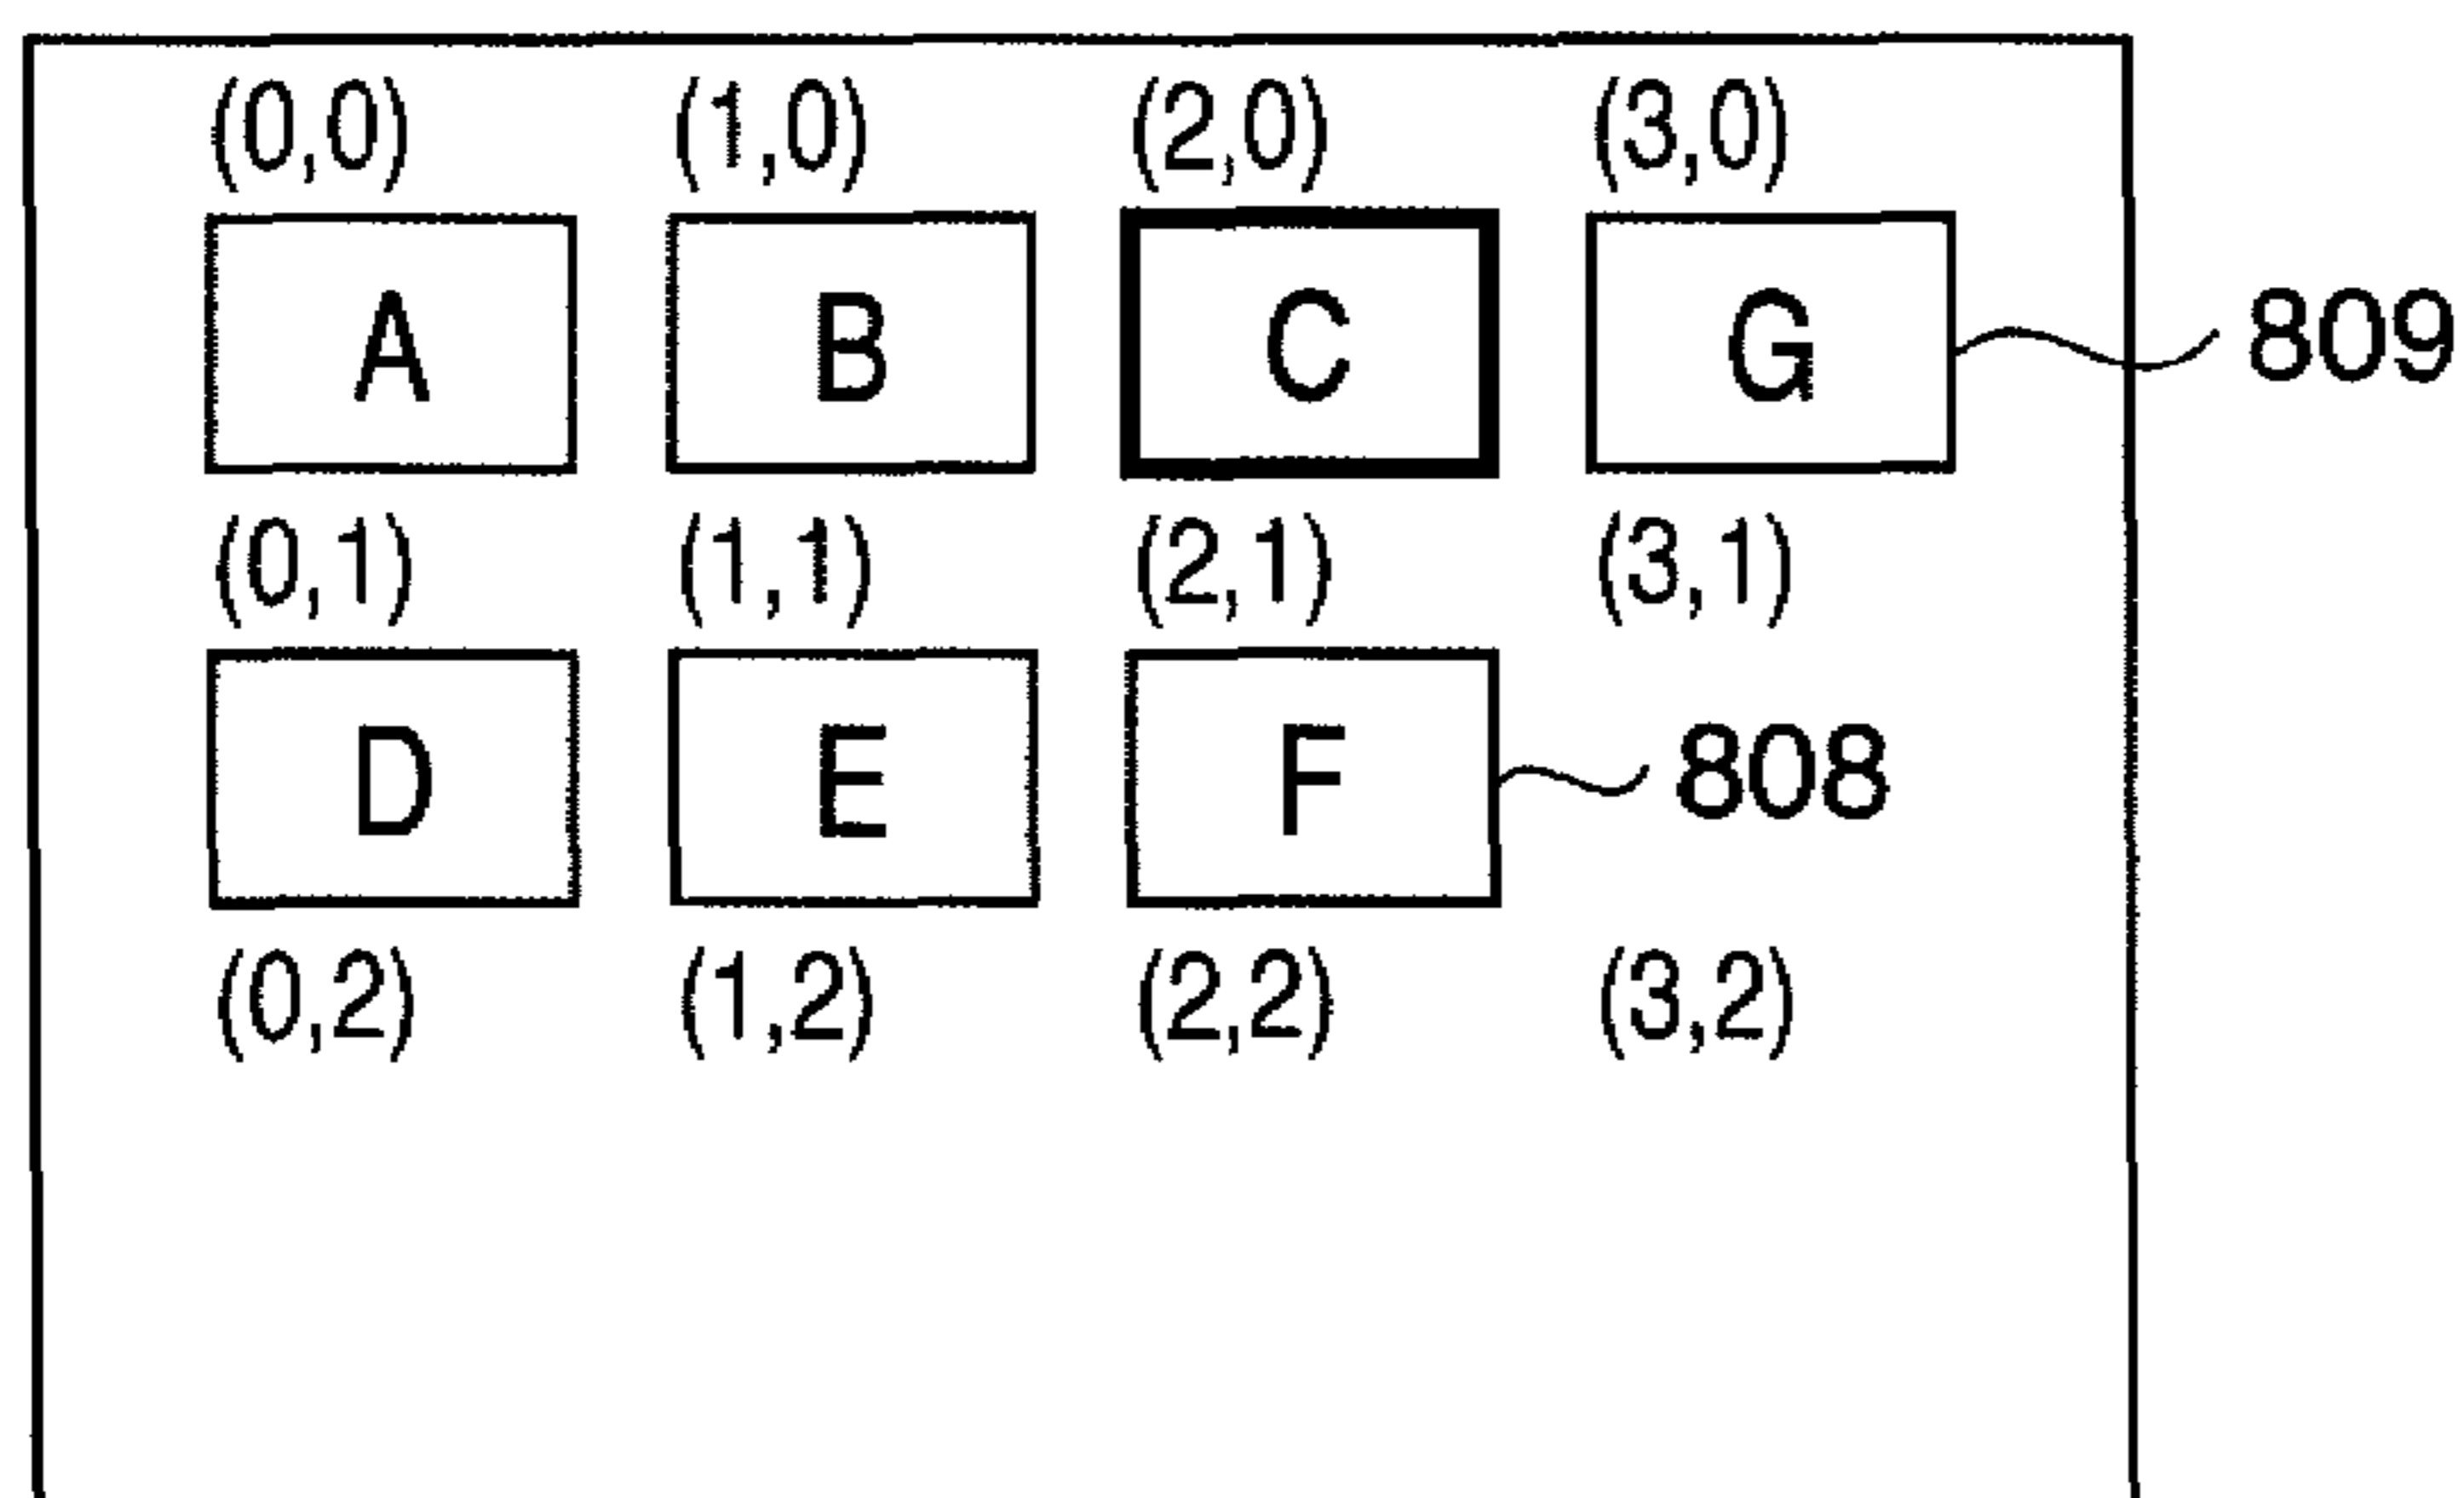 (0,0) (1,0) (2,0) (3,0)
A B C G 809
(0,1) (1,1) (2,1) (3,1)
D E F 808
(0,2) (1,2) (2,2) (3,2)